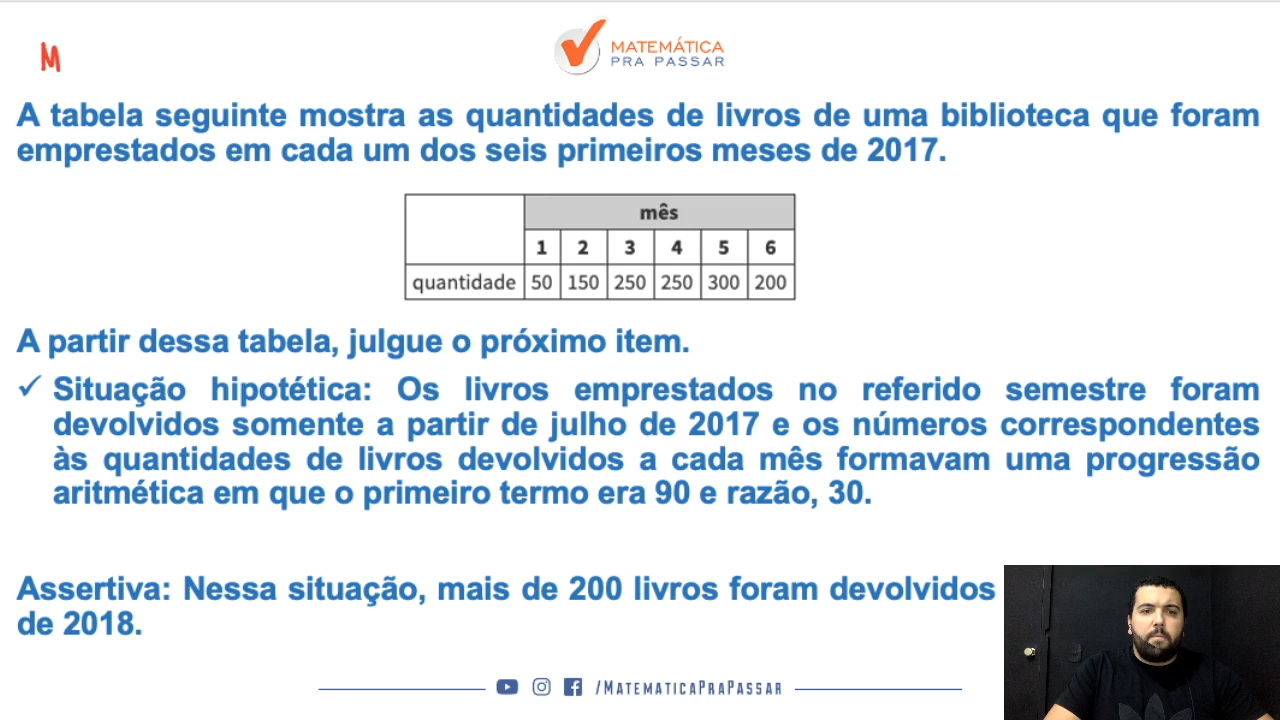 M
MATEMÁTICA
PRA PASSAR
A tabela seguinte mostra as quantidades de livros de uma biblioteca que foram
emprestados em cada um dos seis primeiros meses de 2017.
mês
1 2 3 4 5 6
quantidade 50 150 250 250 300 200
A partir dessa tabela, julgue o próximo item.
✓ Situação hipotética: Os livros emprestados no referido semestre foram
devolvidos somente a partir de julho de 2017 e os números correspondentes
às quantidades de livros devolvidos a cada mês formavam uma progressão
aritmética em que o primeiro termo era 90 e razão, 30.
Assertiva: Nessa situação, mais de 200 livros foram devolvidos
de 2018.
/MATEMATICAPRAPASSAR